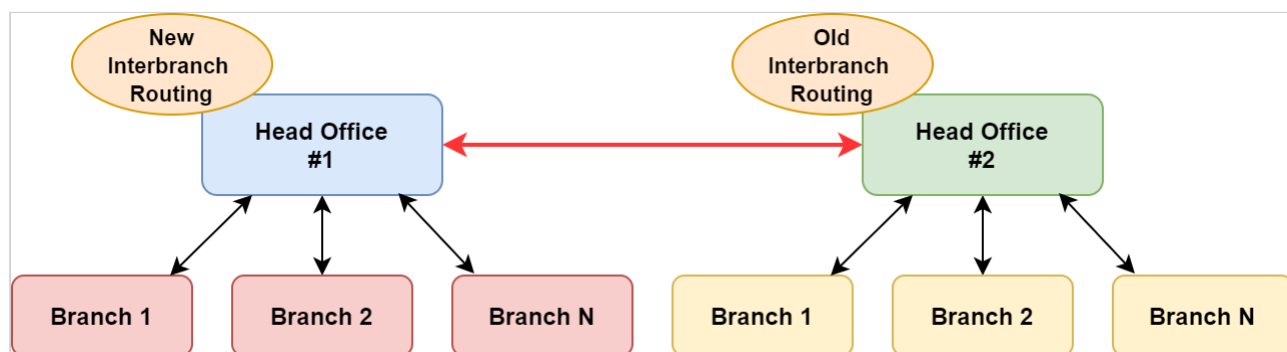 New
Interbranch
Routing
Old
Interbranch
Routing
Head Office
#1
Head Office
#2
Branch 1
Branch 2
Branch N
Branch 1
Branch 2
Branch N